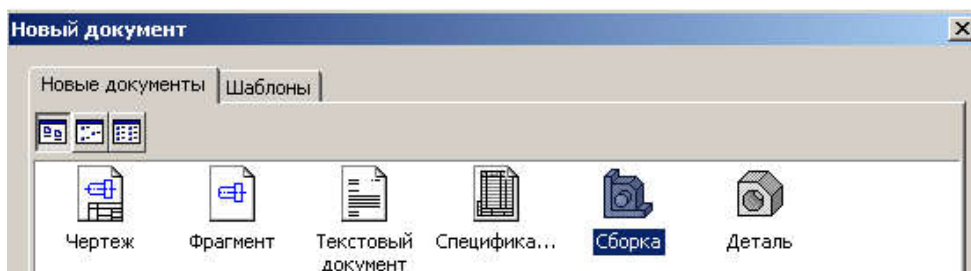 Новый документ
Новые документы Шаблоны
Чертеж Фрагмент Текстовый Специфика... Сборка Деталь
документ